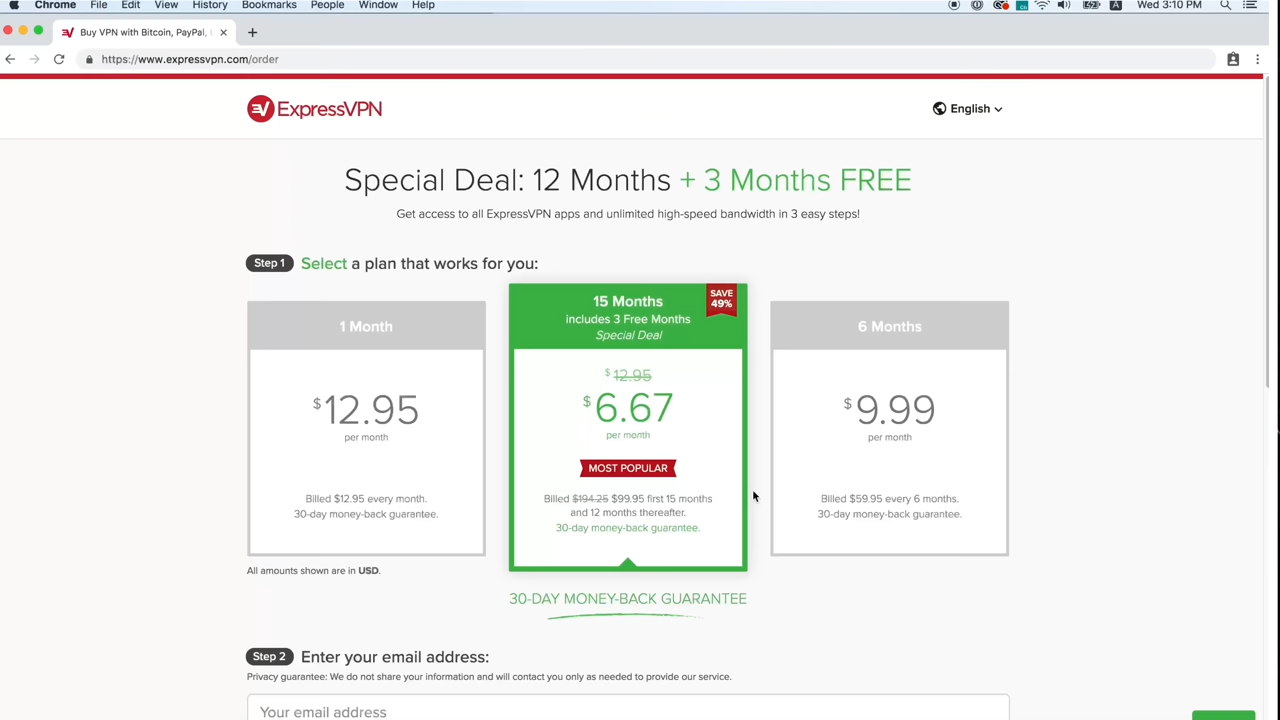 Chrome File Edit View History Bookmarks People Window Help
Wed 3:10 PM
Buy VPN with Bitcoin, PayPal,
https://www.expressvpn.com/order
ExpressVPN
English
Special Deal: 12 Months + 3 Months FREE
Get access to all ExpressVPN apps and unlimited high-speed bandwidth in 3 easy steps!
Step 1 Select a plan that works for you:
1 Month
$12.95
per month
Billed $12.95 every month.
30-day money-back guarantee.
15 Months
includes 3 Free Months
Special Deal
SAVE
49%
$12.95
$6.67
per month
MOST POPULAR
Billed $194.25 $99.95 first 15 months
and 12 months thereafter.
30-day money-back guarantee.
6 Months
$9.99
per month
Billed $59.95 every 6 months.
30-day money-back guarantee.
All amounts shown are in USD.
30-DAY MONEY-BACK GUARANTEE
Step 2 Enter your email address:
Privacy guarantee: We do not share your information and will contact you only as needed to provide our service.
Your email address